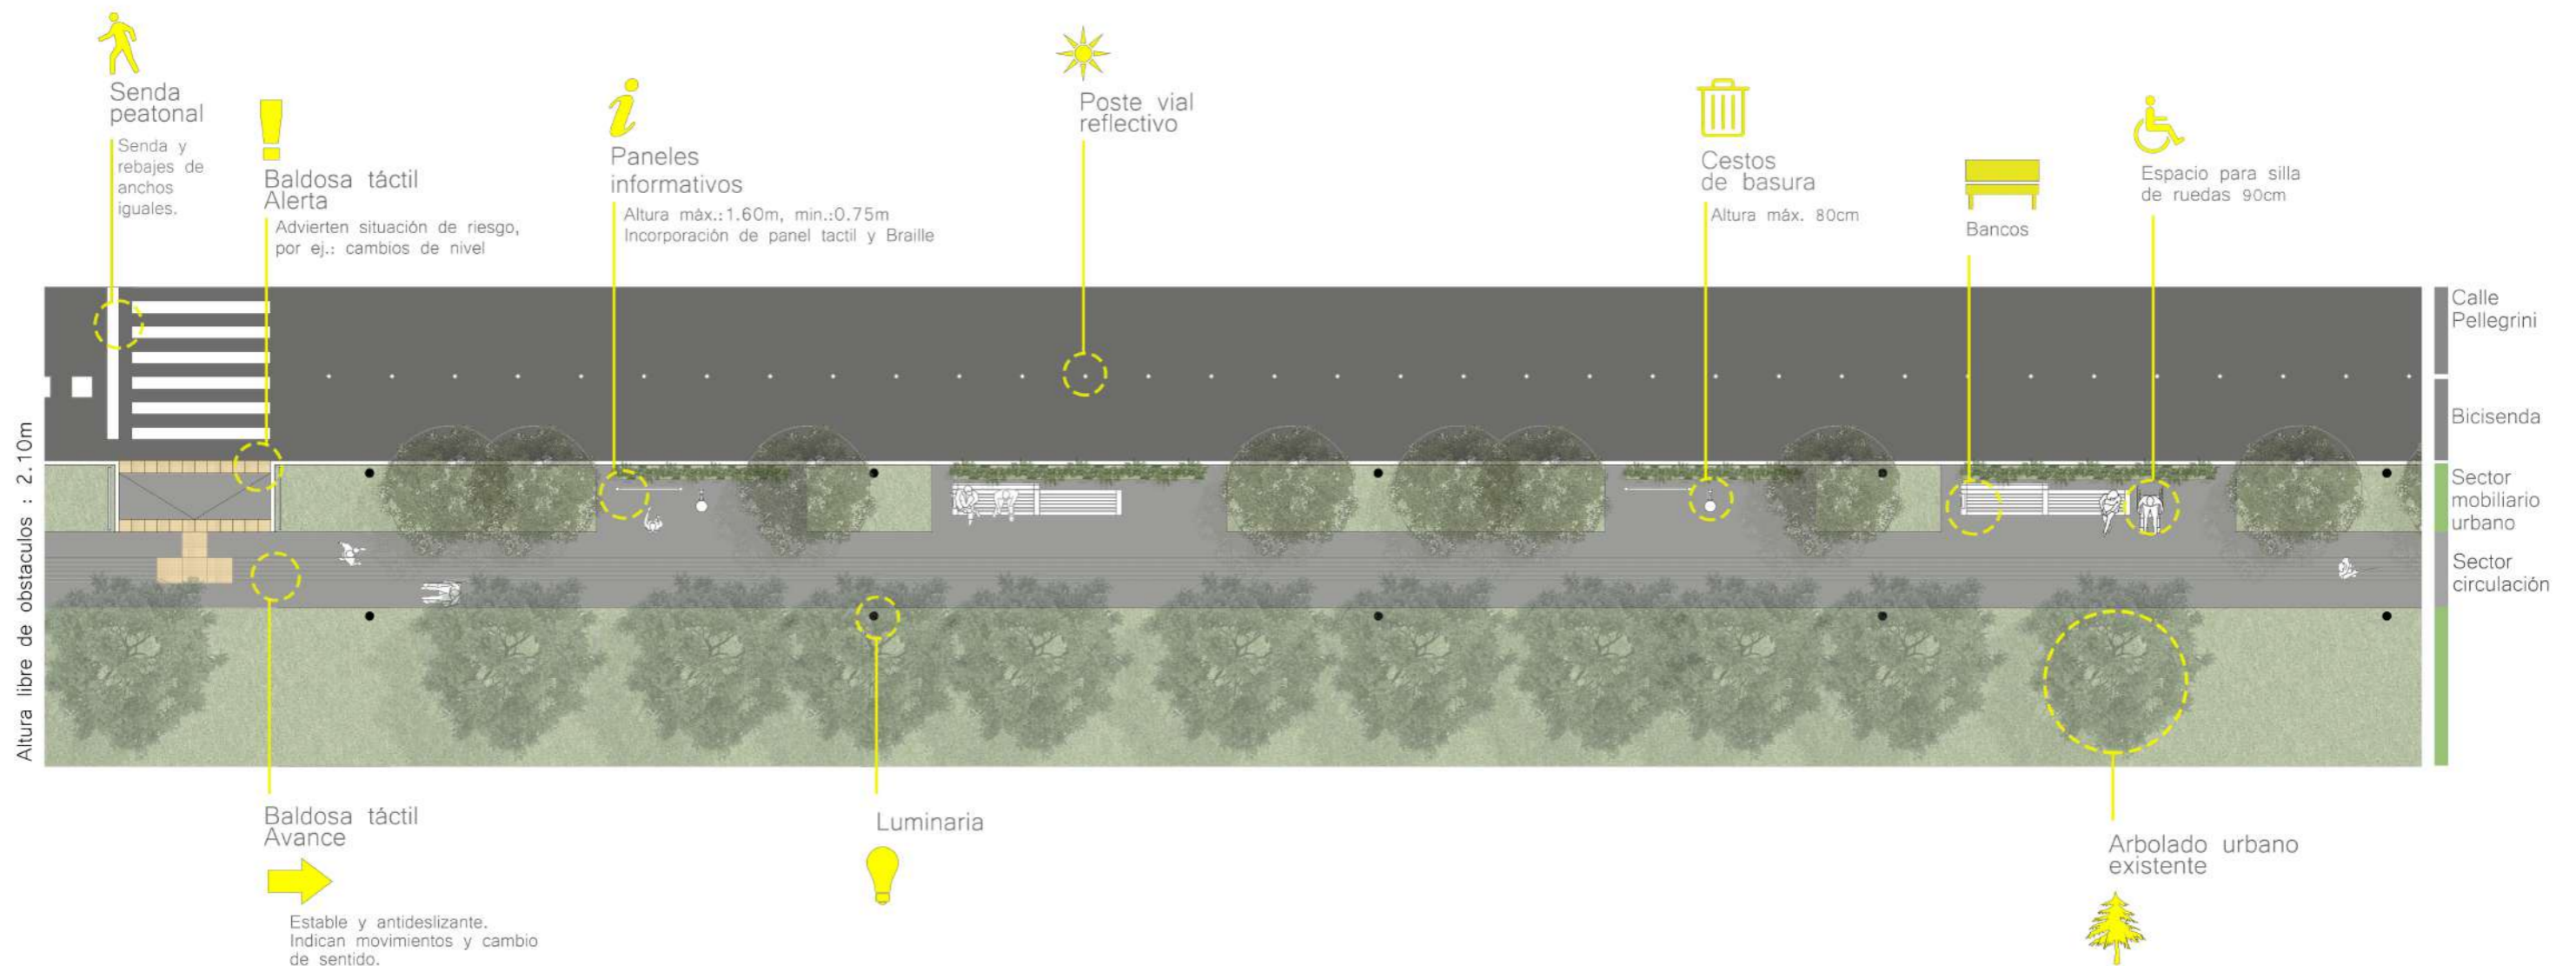 Senda
peatonal
Senda y
rebajes de
anchos
iguales.
Baldosa táctil
Alerta
Advierten situación de riesgo,
por ej.: cambios de nivel
Paneles
informativos
Altura máx.:1.60m, min.:0.75m
Incorporación de panel tactil y Braille
Poste vial
reflectivo
Cestos
de basura
Altura máx. 80cm
Bancos
Espacio para silla
de ruedas 90cm
Calle
Pellegrini
Bicisenda
Sector
mobiliario
urbano
Sector
circulación
Altura libre de obstaculos : 2.10m
Baldosa táctil
Avance
Estable y antideslizante.
Indican movimientos y cambio
de sentido.
Luminaria
Arbolado urbano
existente